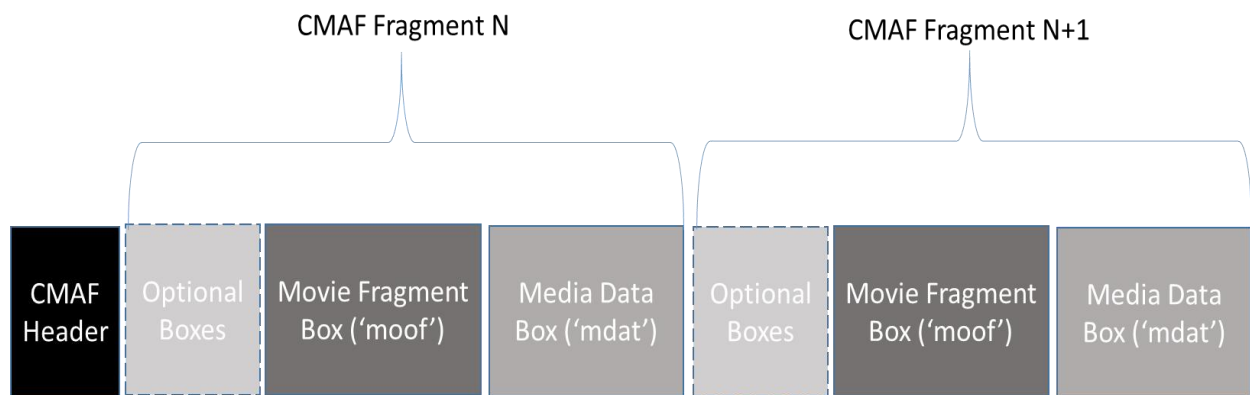 CMAF Fragment N
CMAF Fragment N+1
CMAF
Header
Optional
Boxes
Movie Fragment
Box (‘moof’)
Media Data
Box (‘mdat’)
Optional
Boxes
Movie Fragment
Box (‘moof’)
Media Data
Box (‘mdat’)